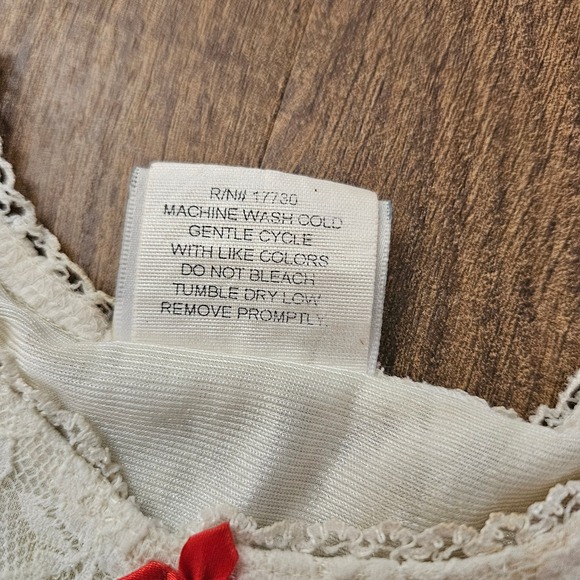 R/N# 17730
MACHINE WASH COLD
GENTLE CYCLE
WITH LIKE COLORS
DO NOT BLEACH
TUMBLE DRY LOW
REMOVE PROMPTLY